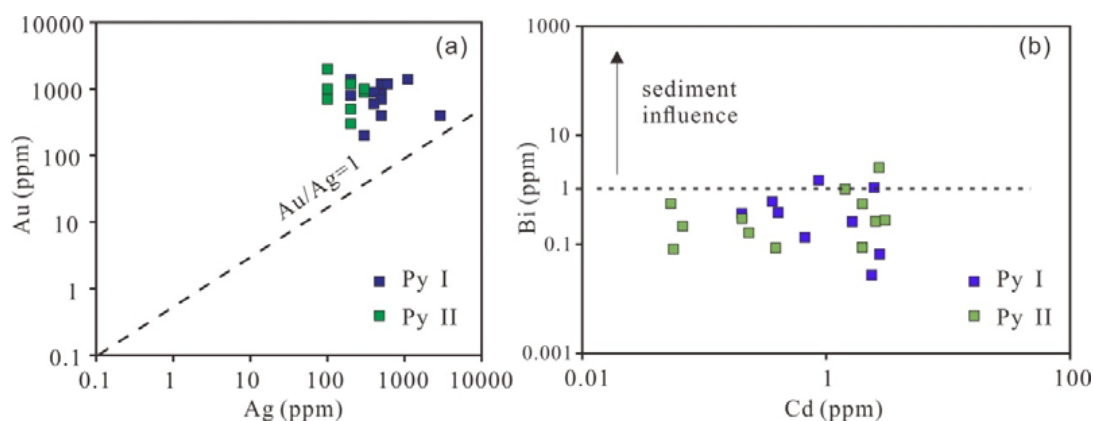 (a)
10000
1000
100
10
1
0.1
Au (ppm)
Au/Ag=1
Py I
Py II
0.1
1
10
100
1000
10000
Ag (ppm)
(b)
1000
10
1
0.1
0.001
Bi (ppm)
sediment
influence
Py I
Py II
0.01
1
100
Cd (ppm)